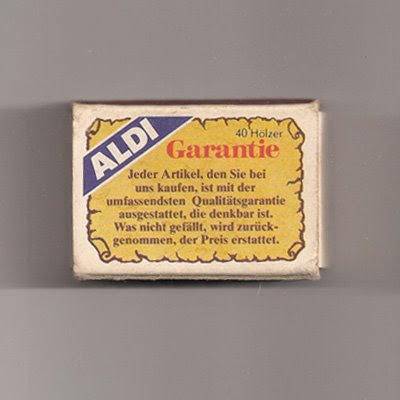 ALDI
40 Hölzer
Garantie
Jeder Artikel, den Sie bei
uns kaufen, ist mit der
umfassendsten Qualitätsgarantie
ausgestattet, die denkbar ist.
Was nicht gefällt, wird zurück-
genommen, der Preis erstattet.